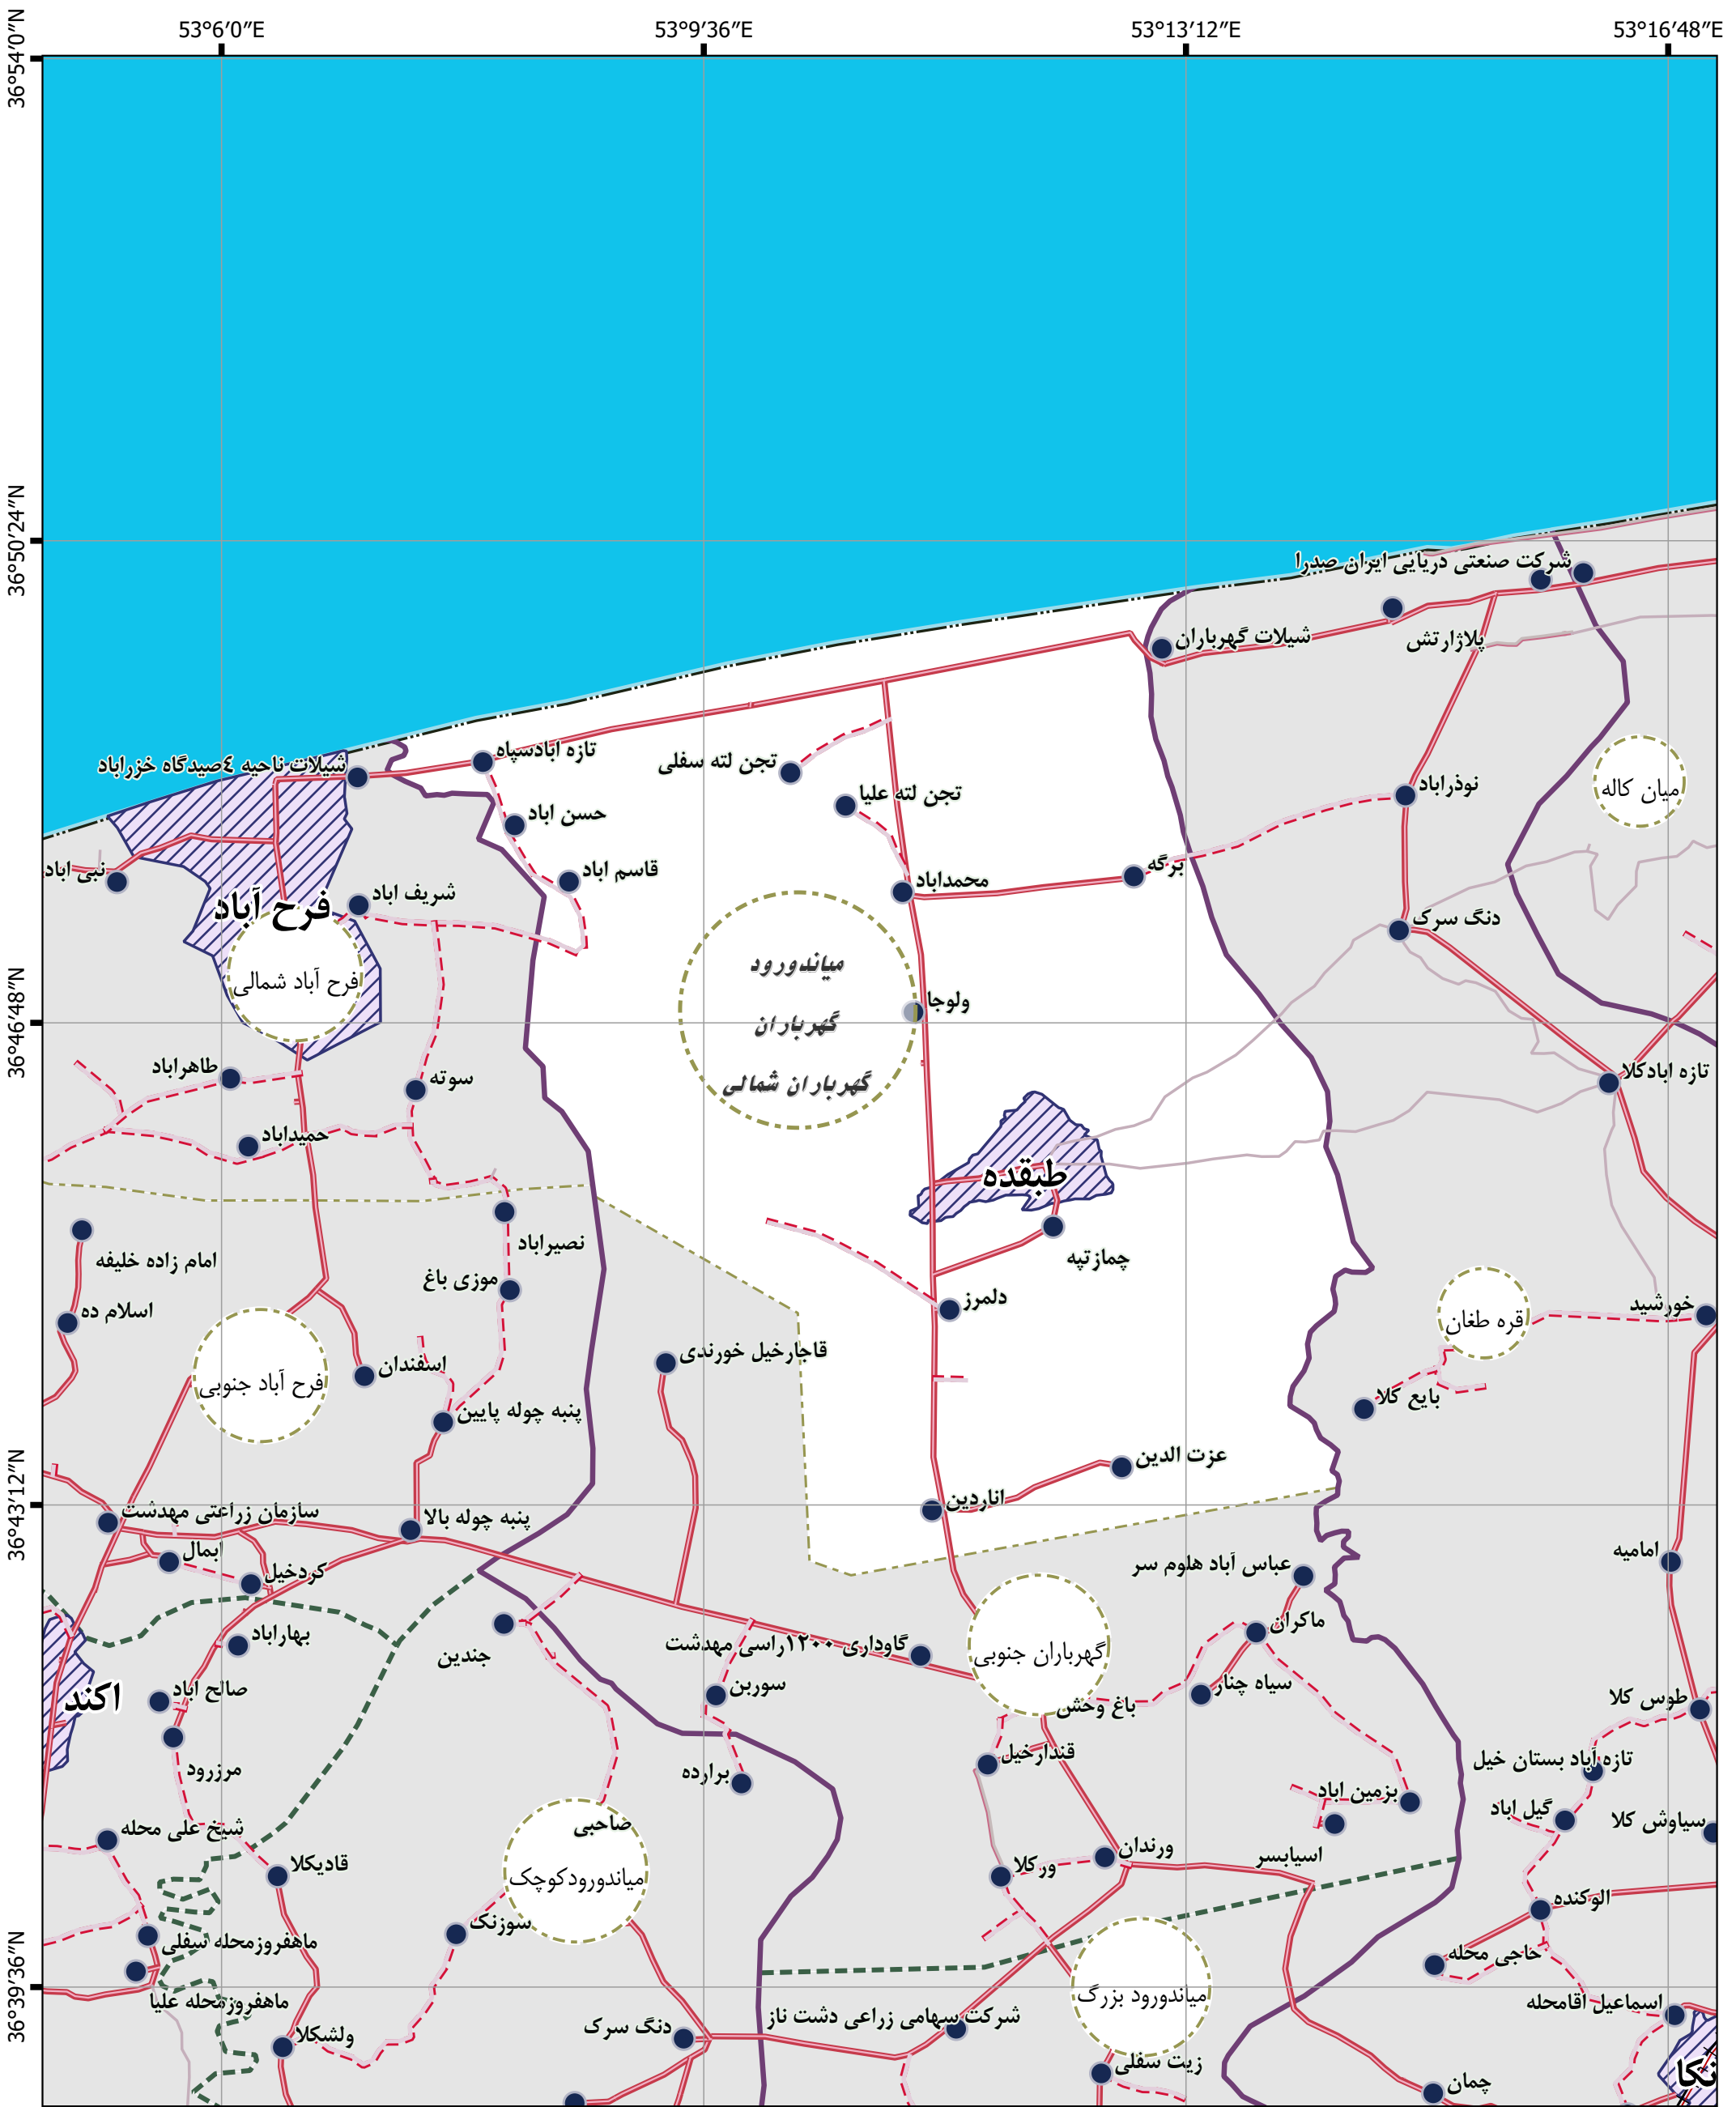 53°6′0″E
53°9′36″E
53°13′12″E
53°16′48″E
36°54′0″N
36°50′24″N
شرکت صنعتی دریایی ایران صدرا
شیلات گهرباران
پلاژارتش
تازه ابادسپاه
شیلات ناحیه ٤صیدگاه خزراباد
تجن لته سفلی
نوذراباد
میان کاله
تجن لته علیا
حسن اباد
نبی اباد
قاسم اباد
برگه
محمداباد
شریف اباد
فرح آباد
دنگ سرک
میاندورود
فرح آباد شمالی
ولوجا
گهرباران
36°46′48″N
طاهراباد
سوته
گهرباران شمالی
تازه ابادکلا
حمیداباد
طبقده
نصیراباد
چمازتپه
امام زاده خلیفه
موزی باغ
اسلام ده
دلمرز
خورشید
قره طغان
قاجارخیل خورندی
اسفندان
فرح آباد جنوبی
بایع کلا
پنبه چوله پایین
عزت الدین
36°43′12″N
اناردین
سازمان زراعتی مهدشت
پنبه چوله بالا
ابمال
امامیه
عباس آباد هلوم سر
کردخیل
ماکران
بهاراباد
گاوداری ۱۲۰۰راسی مهدشت
گهرباران جنوبی
جندین
سوربن
سیاه چنار
صالح اباد
اکند
باغ وحش
طوس کلا
قندارخیل
تازه آباد بستان خیل
مرزرود
برارده
بزمین اباد
گیل اباد
سیاوش کلا
صاحبی
شیخ علی محله
ورندان
اسیابسر
قادیکلا
ورکلا
میاندورودکوچک
الوکنده
سوزنک
ماهفروزمحله سفلی
حاجی محله
36°39′36″N
میاندورود بزرگ
ماهفروزمحله علیا
اسماعیل اقامحله
شرکت سهامی زراعی دشت ناز
دنگ سرک
ولشکلا
زیت سفلی
نکا
چمان